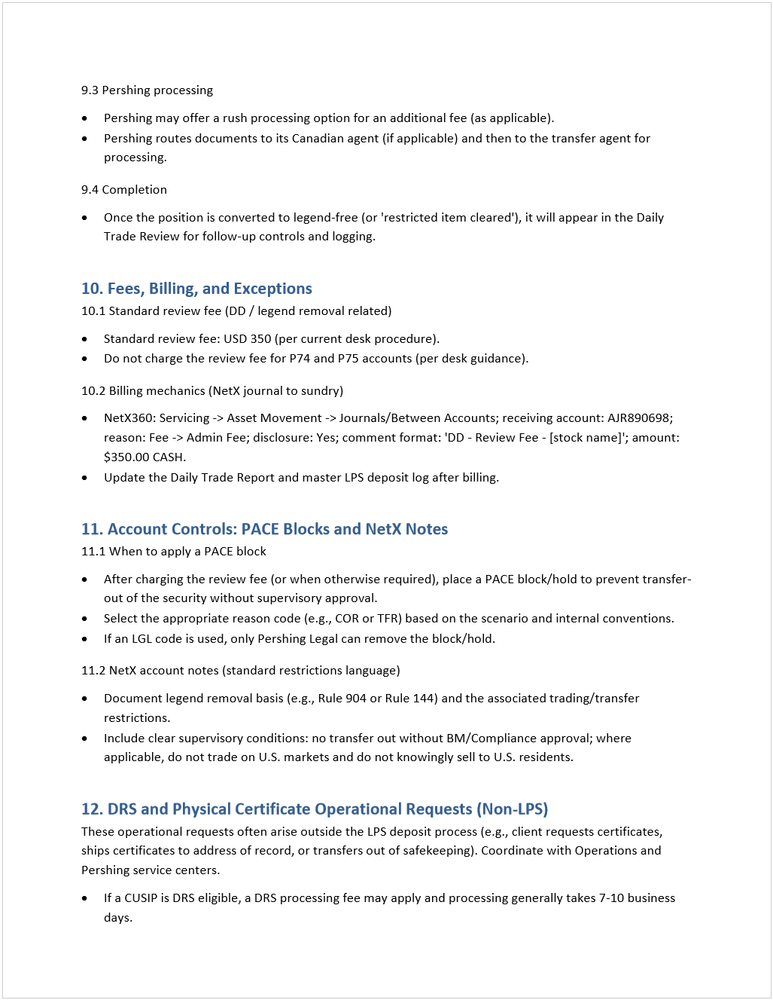 9.3 Pershing processing
• Pershing may offer a rush processing option for an additional fee (as applicable).
• Pershing routes documents to its Canadian agent (if applicable) and then to the transfer agent for
processing.
9.4 Completion
• Once the position is converted to legend-free (or 'restricted item cleared'), it will appear in the Daily
Trade Review for follow-up controls and logging.
10. Fees, Billing, and Exceptions
10.1 Standard review fee (DD / legend removal related)
• Standard review fee: USD 350 (per current desk procedure).
• Do not charge the review fee for P74 and P75 accounts (per desk guidance).
10.2 Billing mechanics (NetX journal to sundry)
• NetX360: Servicing -> Asset Movement -> Journals/Between Accounts; receiving account: AJR890698;
reason: Fee -> Admin Fee; disclosure: Yes; comment format: 'DD - Review Fee - [stock name]'; amount:
$350.00 CASH.
• Update the Daily Trade Report and master LPS deposit log after billing.
11. Account Controls: PACE Blocks and NetX Notes
11.1 When to apply a PACE block
• After charging the review fee (or when otherwise required), place a PACE block/hold to prevent transfer-
out of the security without supervisory approval.
• Select the appropriate reason code (e.g., COR or TFR) based on the scenario and internal conventions.
• If an LGL code is used, only Pershing Legal can remove the block/hold.
11.2 NetX account notes (standard restrictions language)
• Document legend removal basis (e.g., Rule 904 or Rule 144) and the associated trading/transfer
restrictions.
• Include clear supervisory conditions: no transfer out without BM/Compliance approval; where
applicable, do not trade on U.S. markets and do not knowingly sell to U.S. residents.
12. DRS and Physical Certificate Operational Requests (Non-LPS)
These operational requests often arise outside the LPS deposit process (e.g., client requests certificates,
ships certificates to address of record, or transfers out of safekeeping). Coordinate with Operations and
Pershing service centers.
• If a CUSIP is DRS eligible, a DRS processing fee may apply and processing generally takes 7-10 business
days.